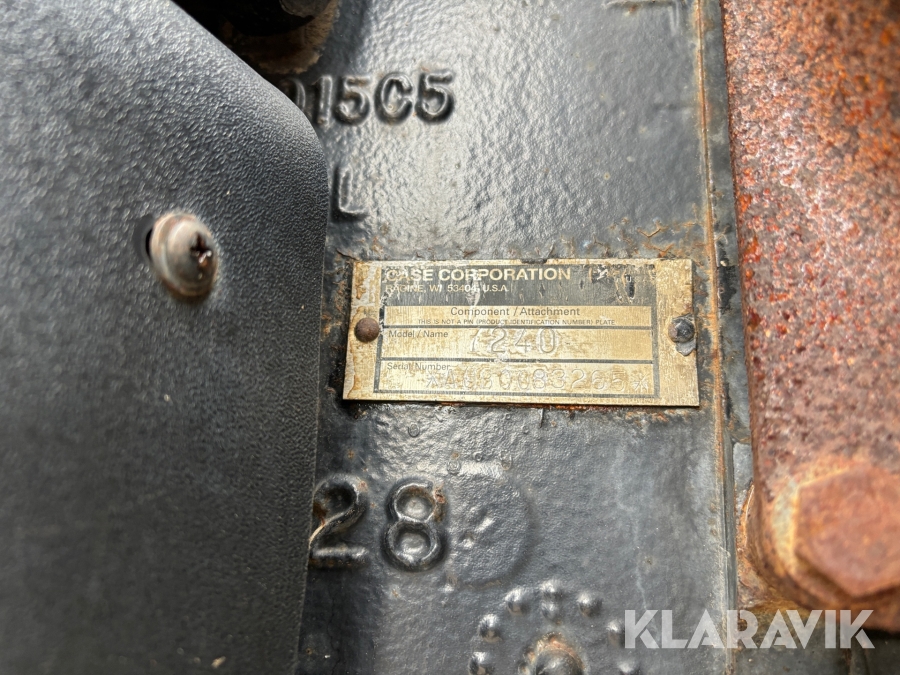 015C5
L
CASE CORPORATION
RACINE, WI 53404 U.S.A.
Component / Attachment
THIS IS NOT A PIN (PRODUCT IDENTIFICATION NUMBER) PLATE
Model / Name
7240
Serial / Number
28
KLARAVIK